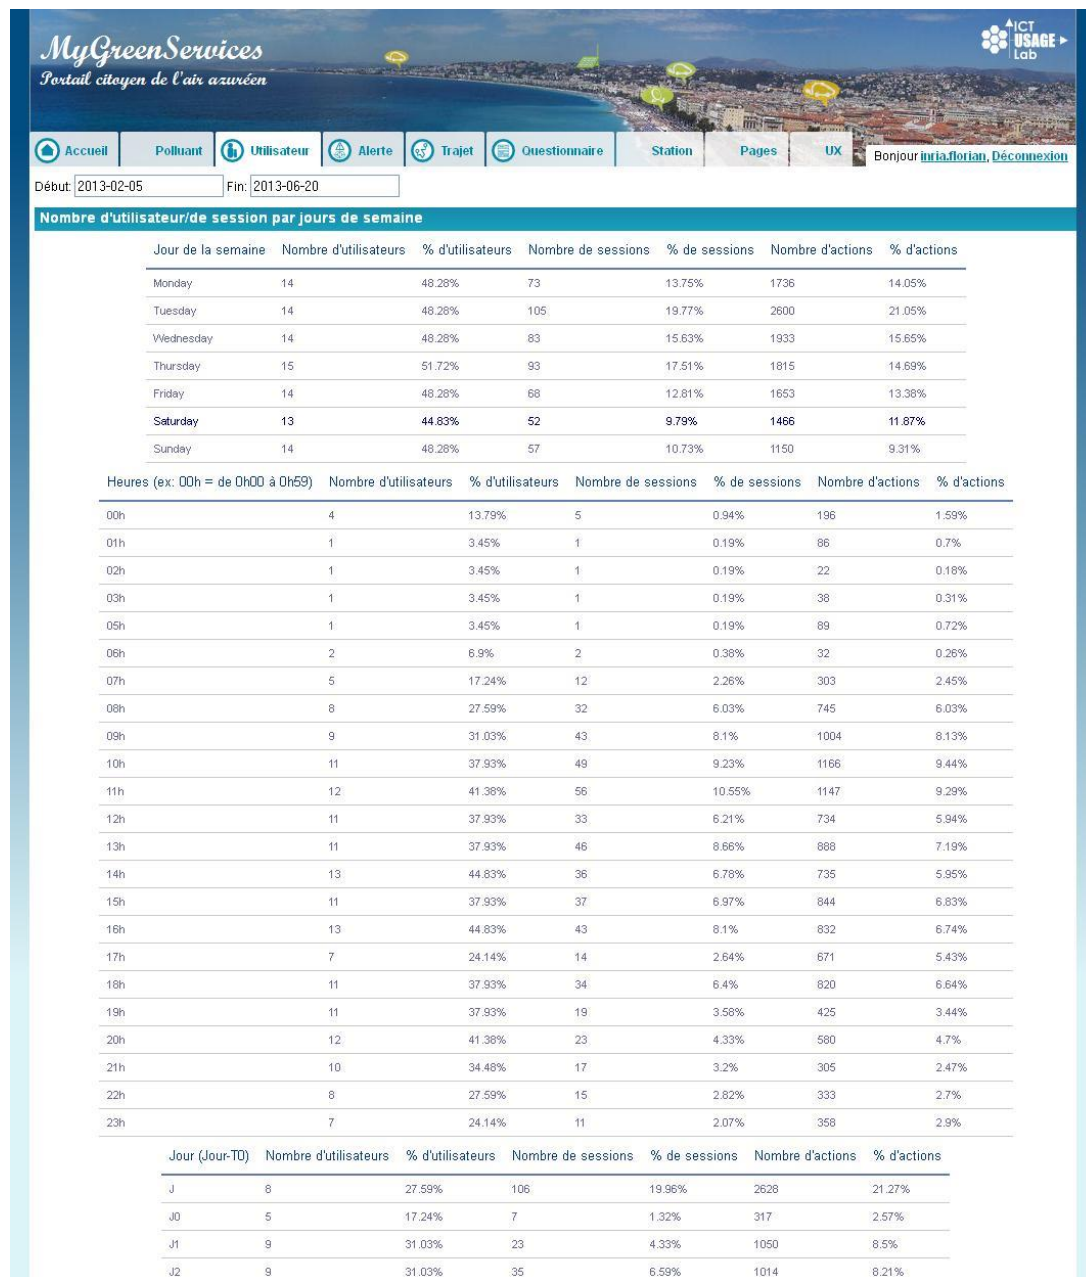 MyGreenServices
Portail citoyen de l'air azuréen
ICT
USAGE
Lab
Accueil Polluant Utilisateur Alerte Trajet Questionnaire Station Pages UX Bonjour inria.florian, Déconnexion
Début: 2013-02-05 Fin: 2013-06-20
Nombre d'utilisateur/de session par jours de semaine
Jour de la semaine Nombre d'utilisateurs % d'utilisateurs Nombre de sessions % de sessions Nombre d'actions % d'actions
Monday 14 48.28% 73 13.75% 1736 14.05%
Tuesday 14 48.28% 105 19.77% 2600 21.05%
Wednesday 14 48.28% 83 15.63% 1933 15.65%
Thursday 15 51.72% 93 17.51% 1815 14.69%
Friday 14 48.28% 68 12.81% 1653 13.38%
Saturday 13 44.83% 52 9.79% 1466 11.87%
Sunday 14 48.28% 57 10.73% 1150 9.31%
Heures (ex: 00h = de 0h00 à 0h59) Nombre d'utilisateurs % d'utilisateurs Nombre de sessions % de sessions Nombre d'actions % d'actions
00h 4 13.79% 5 0.94% 196 1.59%
01h 1 3.45% 1 0.19% 86 0.7%
02h 1 3.45% 1 0.19% 22 0.18%
03h 1 3.45% 1 0.19% 38 0.31%
05h 1 3.45% 1 0.19% 89 0.72%
06h 2 6.9% 2 0.38% 32 0.26%
07h 5 17.24% 12 2.26% 303 2.45%
08h 8 27.59% 32 6.03% 745 6.03%
09h 9 31.03% 43 8.1% 1004 8.13%
10h 11 37.93% 49 9.23% 1166 9.44%
11h 12 41.38% 56 10.55% 1147 9.29%
12h 11 37.93% 33 6.21% 734 5.94%
13h 11 37.93% 46 8.66% 888 7.19%
14h 13 44.83% 36 6.78% 735 5.95%
15h 11 37.93% 37 6.97% 844 6.83%
16h 13 44.83% 43 8.1% 832 6.74%
17h 7 24.14% 14 2.64% 671 5.43%
18h 11 37.93% 34 6.4% 820 6.64%
19h 11 37.93% 19 3.58% 425 3.44%
20h 12 41.38% 23 4.33% 580 4.7%
21h 10 34.48% 17 3.2% 305 2.47%
22h 8 27.59% 15 2.82% 333 2.7%
23h 7 24.14% 11 2.07% 358 2.9%
Jour (Jour-T0) Nombre d'utilisateurs % d'utilisateurs Nombre de sessions % de sessions Nombre d'actions % d'actions
J 8 27.59% 106 19.96% 2628 21.27%
J0 5 17.24% 7 1.32% 317 2.57%
J1 9 31.03% 23 4.33% 1050 8.5%
J2 9 31.03% 35 6.59% 1014 8.21%